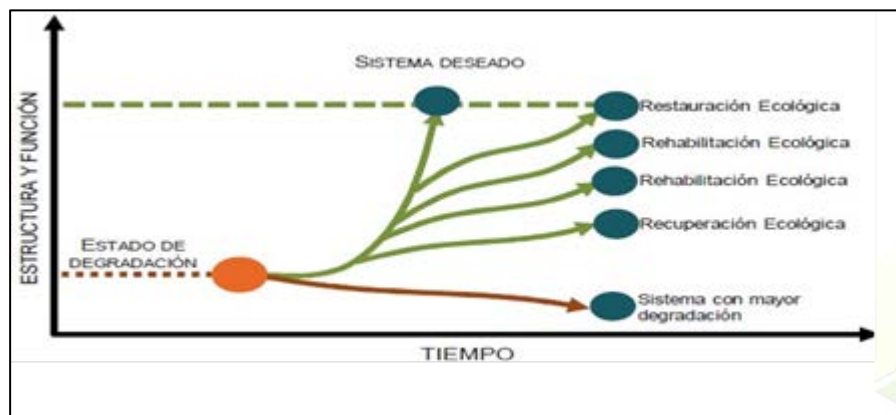 SISTEMA DESEADO
ESTRUCTURA Y FUNCIÓN
Restauración Ecológica
Rehabilitación Ecológica
Rehabilitación Ecológica
Recuperación Ecológica
ESTADO DE
DEGRADACIÓN
Sistema con mayor
degradación
TIEMPO